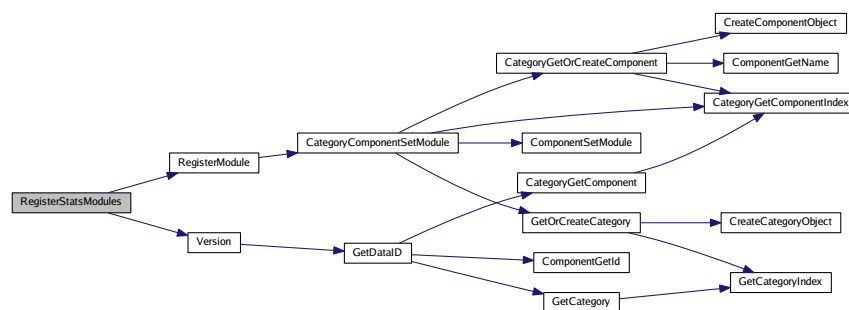 CreateComponentObject
CategoryGetOrCreateComponent
ComponentGetName
CategoryGetComponentIndex
CategoryComponentSetModule
ComponentSetModule
RegisterModule
CategoryGetComponent
RegisterStatsModules
GetOrCreateCategory
CreateCategoryObject
Version
GetDataID
ComponentGetId
GetCategoryIndex
GetCategory